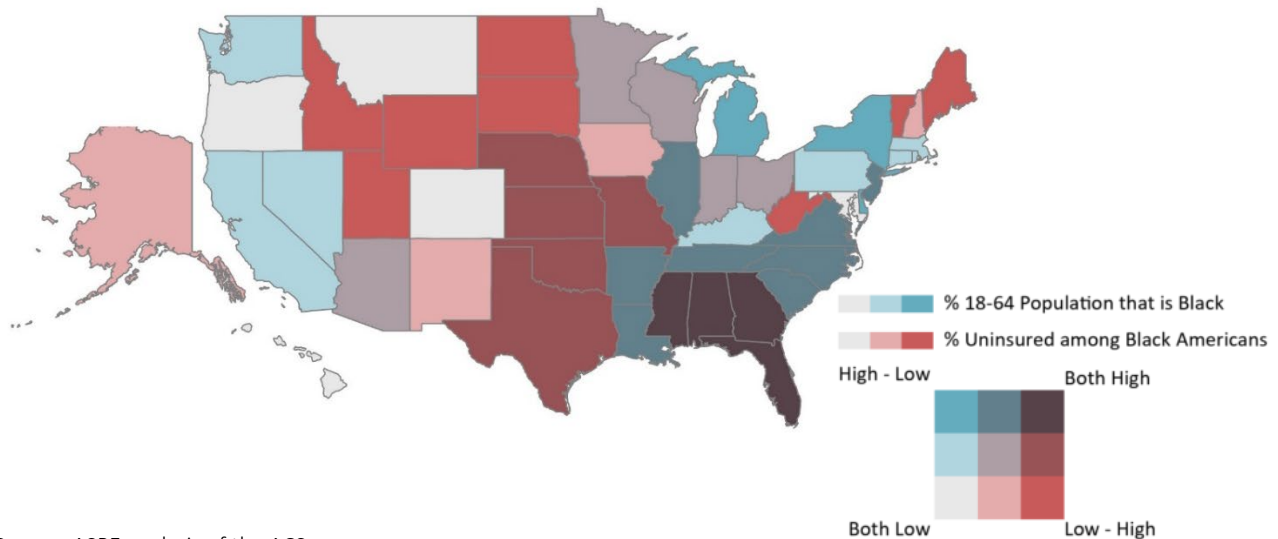 % 18-64 Population that is Black
% Uninsured among Black Americans
High - Low
Both High
Both Low
Low - High